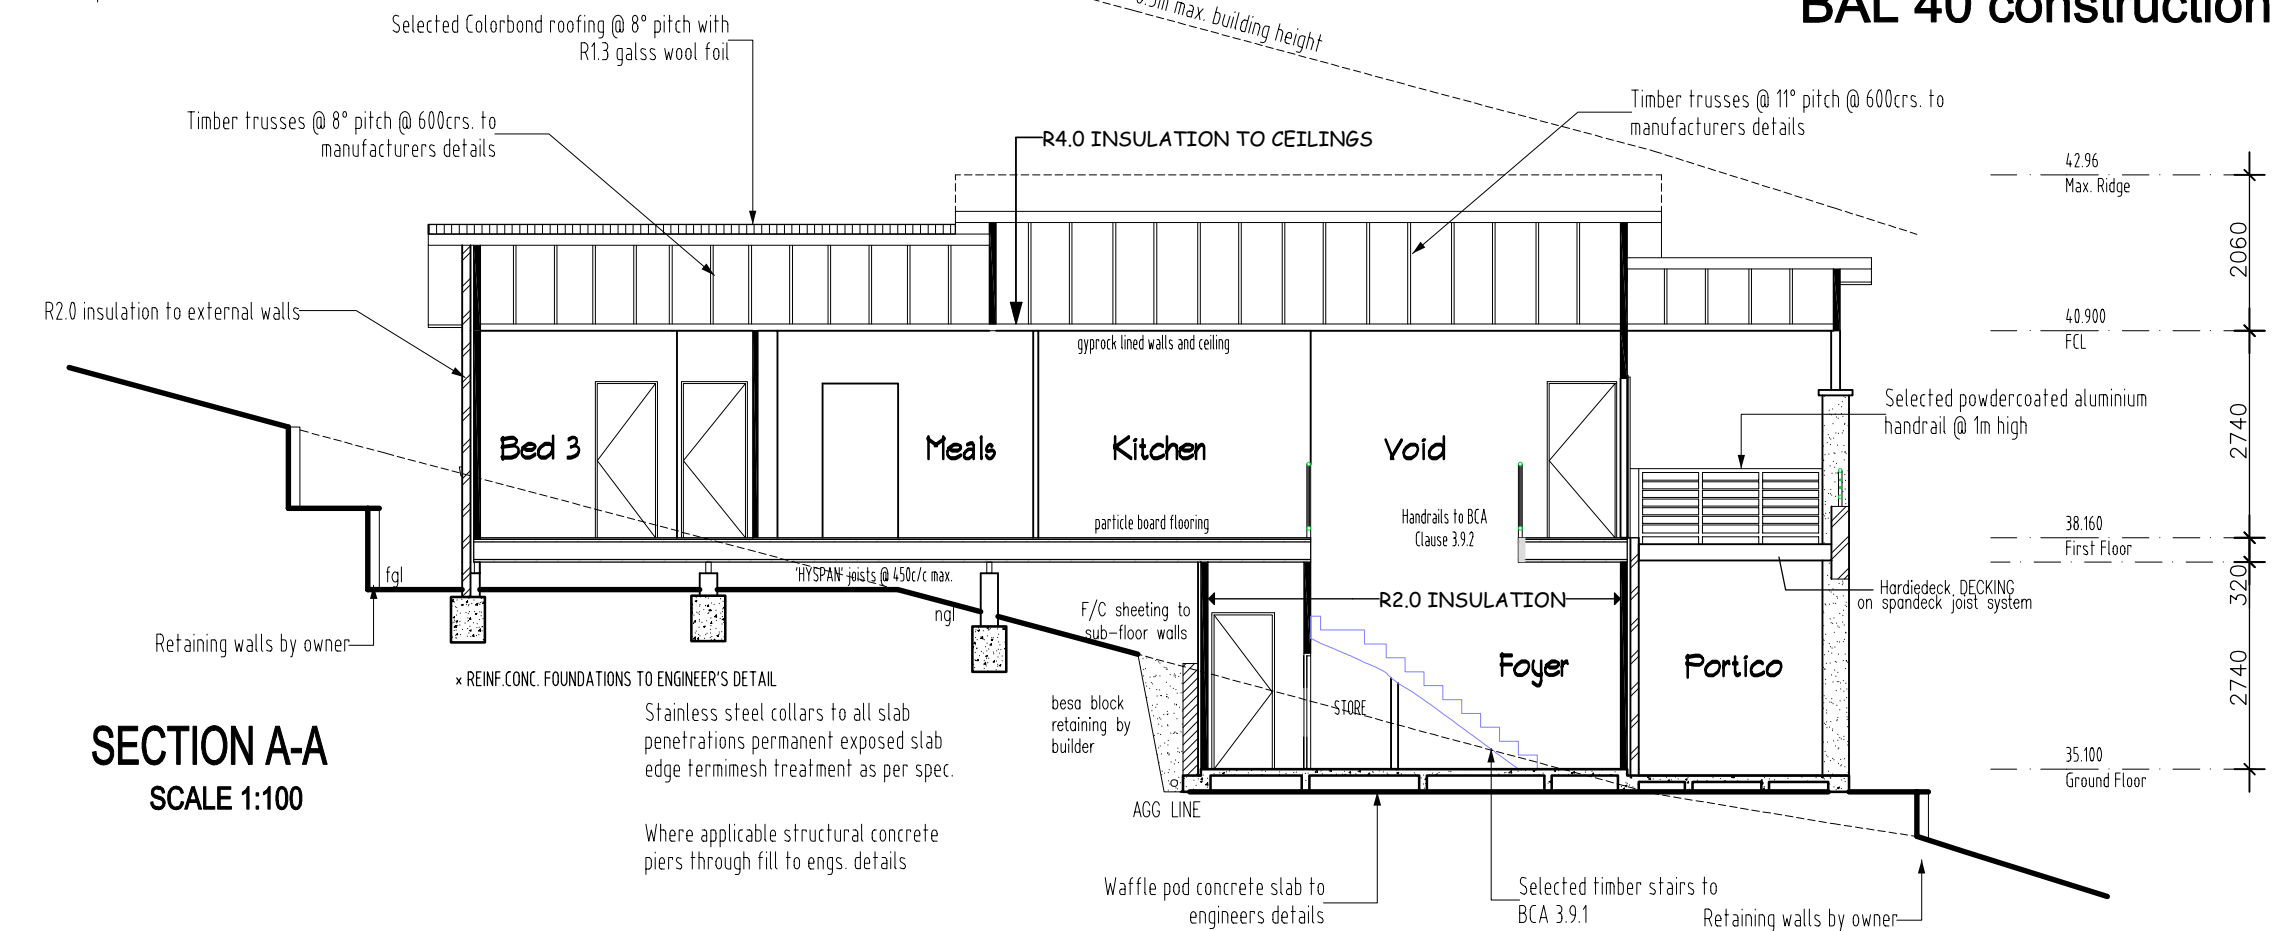 BAL 40 construction
Selected Colorbond roofing @ 8° pitch with
R1.3 galss wool foil
max. building height
Timber trusses @ 8° pitch @ 600crs. to
manufacturers details
R4.0 INSULATION TO CEILINGS
Timber trusses @ 11° pitch @ 600crs. to
manufacturers details
42.96
Max. Ridge
2060
R2.0 insulation to external walls
40.900
FCL
gyprock lined walls and ceiling
Selected powdercoated aluminium
handrail @ 1m high
2740
Bed 3
Meals
Kitchen
Void
particle board flooring
Handrails to BCA
Clause 3.9.2
38.160
First Floor
320
fgl
'HYSPAN' joists @ 450c/c max.
ngl
F/C sheeting to
sub-floor walls
R2.0 INSULATION
Hardiedeck DECKING
on spandeck joist system
Retaining walls by owner
Foyer
Portico
2740
x REINF.CONC. FOUNDATIONS TO ENGINEER'S DETAIL
STORE
besa block
retaining by
builder
Stainless steel collars to all slab
penetrations permanent exposed slab
edge termimesh treatment as per spec.
SECTION A-A
SCALE 1:100
35.100
Ground Floor
AGG LINE
Where applicable structural concrete
piers through fill to engs. details
Waffle pod concrete slab to
engineers details
Selected timber stairs to
BCA 3.9.1
Retaining walls by owner